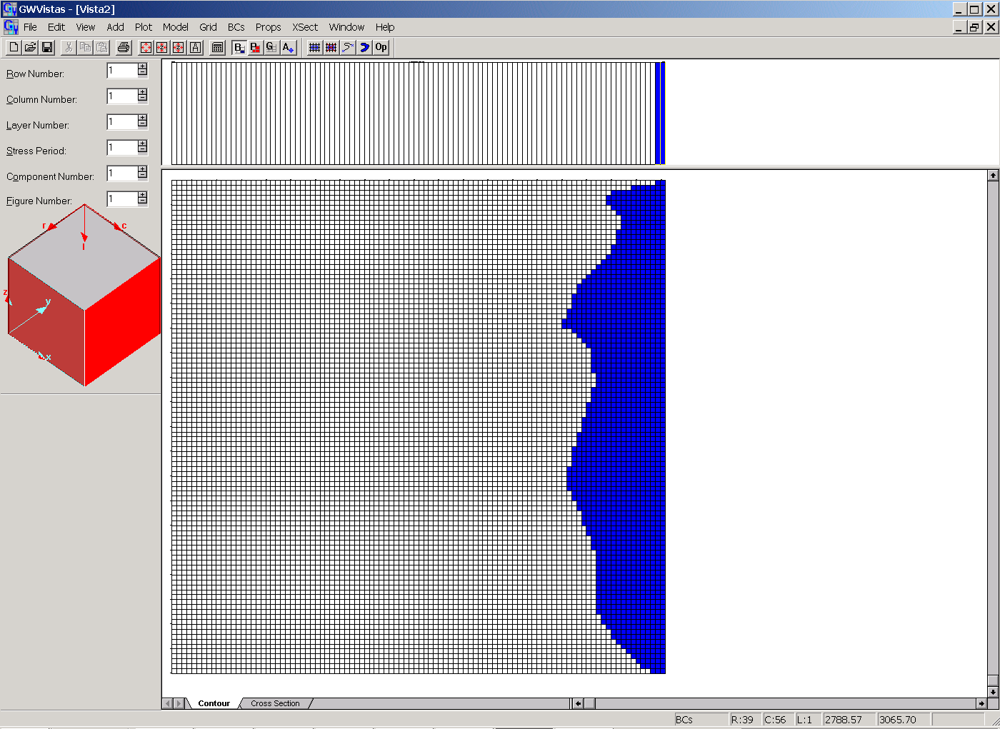 GWVistas - [Vista2]
File Edit View Add Plot Model Grid BCs Props XSect Window Help
B P G A Op
Row Number: 1
Column Number: 1
Layer Number: 1
Stress Period: 1
Component Number: 1
Figure Number: 1
r c
l
z y
x
Contour Cross Section
BCs R:39 C:56 L:1 2788.57 3065.70